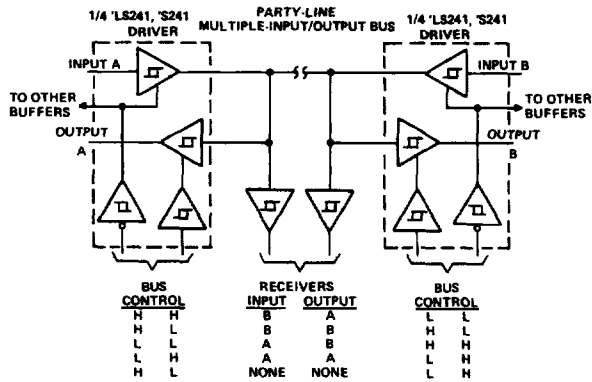 1/4 'LS241, 'S241
DRIVER
PARTY-LINE
MULTIPLE-INPUT/OUTPUT BUS
1/4 'LS241, 'S241
DRIVER
INPUT A
INPUT B
TO OTHER
BUFFERS
TO OTHER
BUFFERS
OUTPUT
A
OUTPUT
B
BUS
CONTROL
RECEIVERS
INPUT OUTPUT
BUS
CONTROL
H H B A L L
H L B B H L
L L A B H H
L H A A L H
H L NONE NONE L H